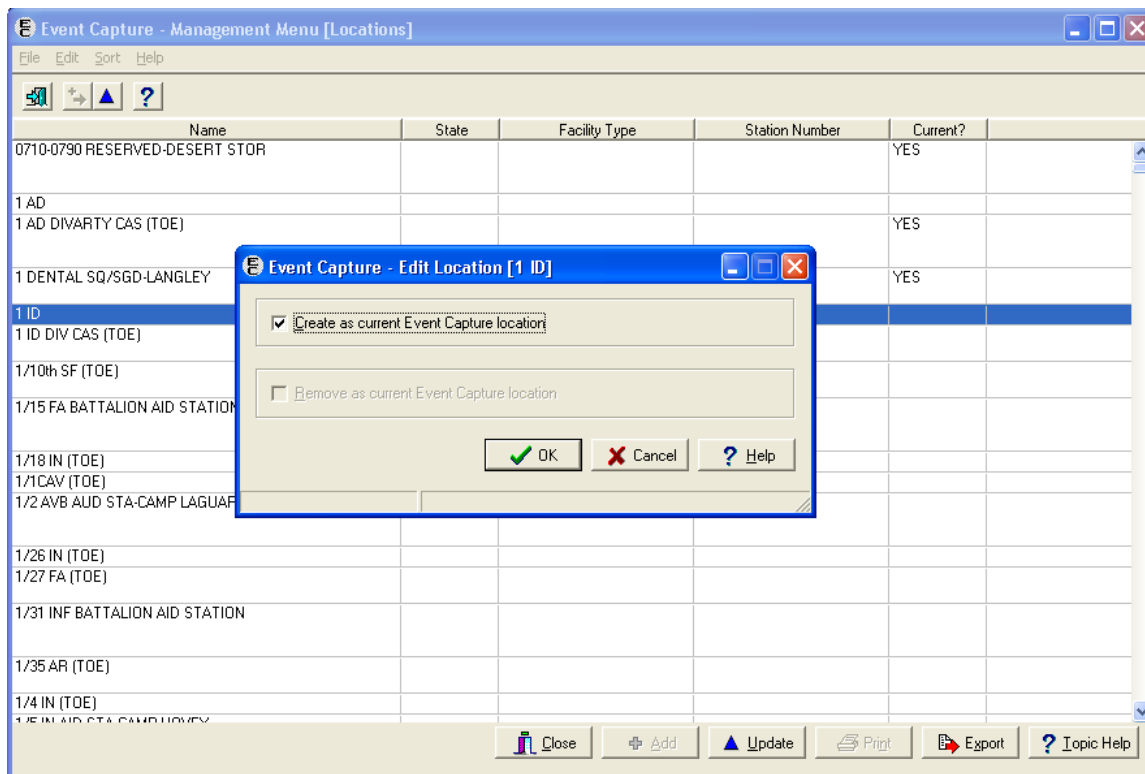 Event Capture - Management Menu [Locations]
File Edit Sort Help
Name State Facility Type Station Number Current?
0710-0790 RESERVED-DESERT STOR YES
1 AD
1 AD DIVARTY CAS (TOE) YES
1 DENTAL SQ/SGD-LANGLEY YES
1 ID
1 ID DIV CAS (TOE)
1/10th SF (TOE)
1/15 FA BATTALION AID STATION
1/18 IN (TOE)
1/1CAV (TOE)
1/2 AVB AUD STA-CAMP
1/26 IN (TOE)
1/27 FA (TOE)
1/31 INF BATTALION AID STATION
1/35 AR (TOE)
1/4 IN (TOE)
Event Capture - Edit Location [1 ID]
Create as current Event Capture location
Remove as current Event Capture location
OK Cancel ? Help
Close Add Update Print Export ? Topic Help